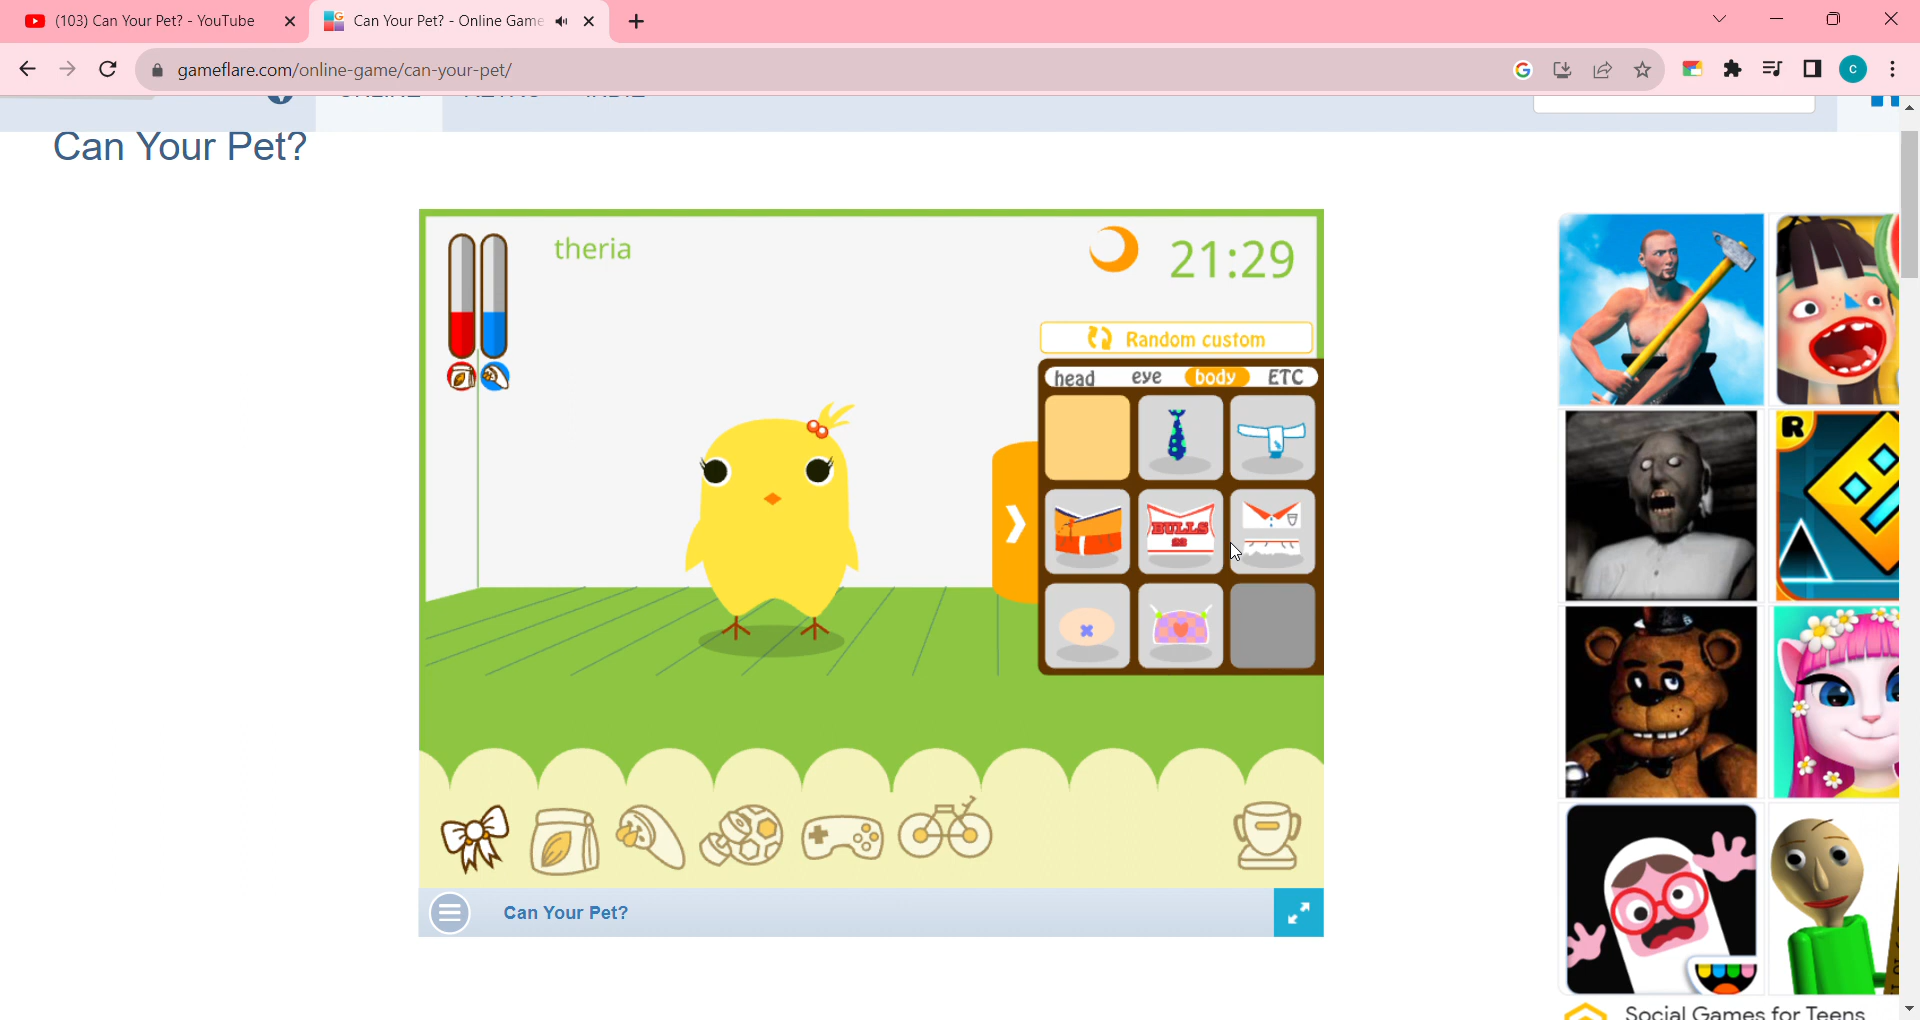 (103) Can Your Pet? - YouTube
Can Your Pet? - Online Game
gameflare.com/online-game/can-your-pet/
c
Can Your Pet?
theria
21:29
Random custom
head eye body ETC
BULLS
23
R
Can Your Pet?
Social Games for Teens